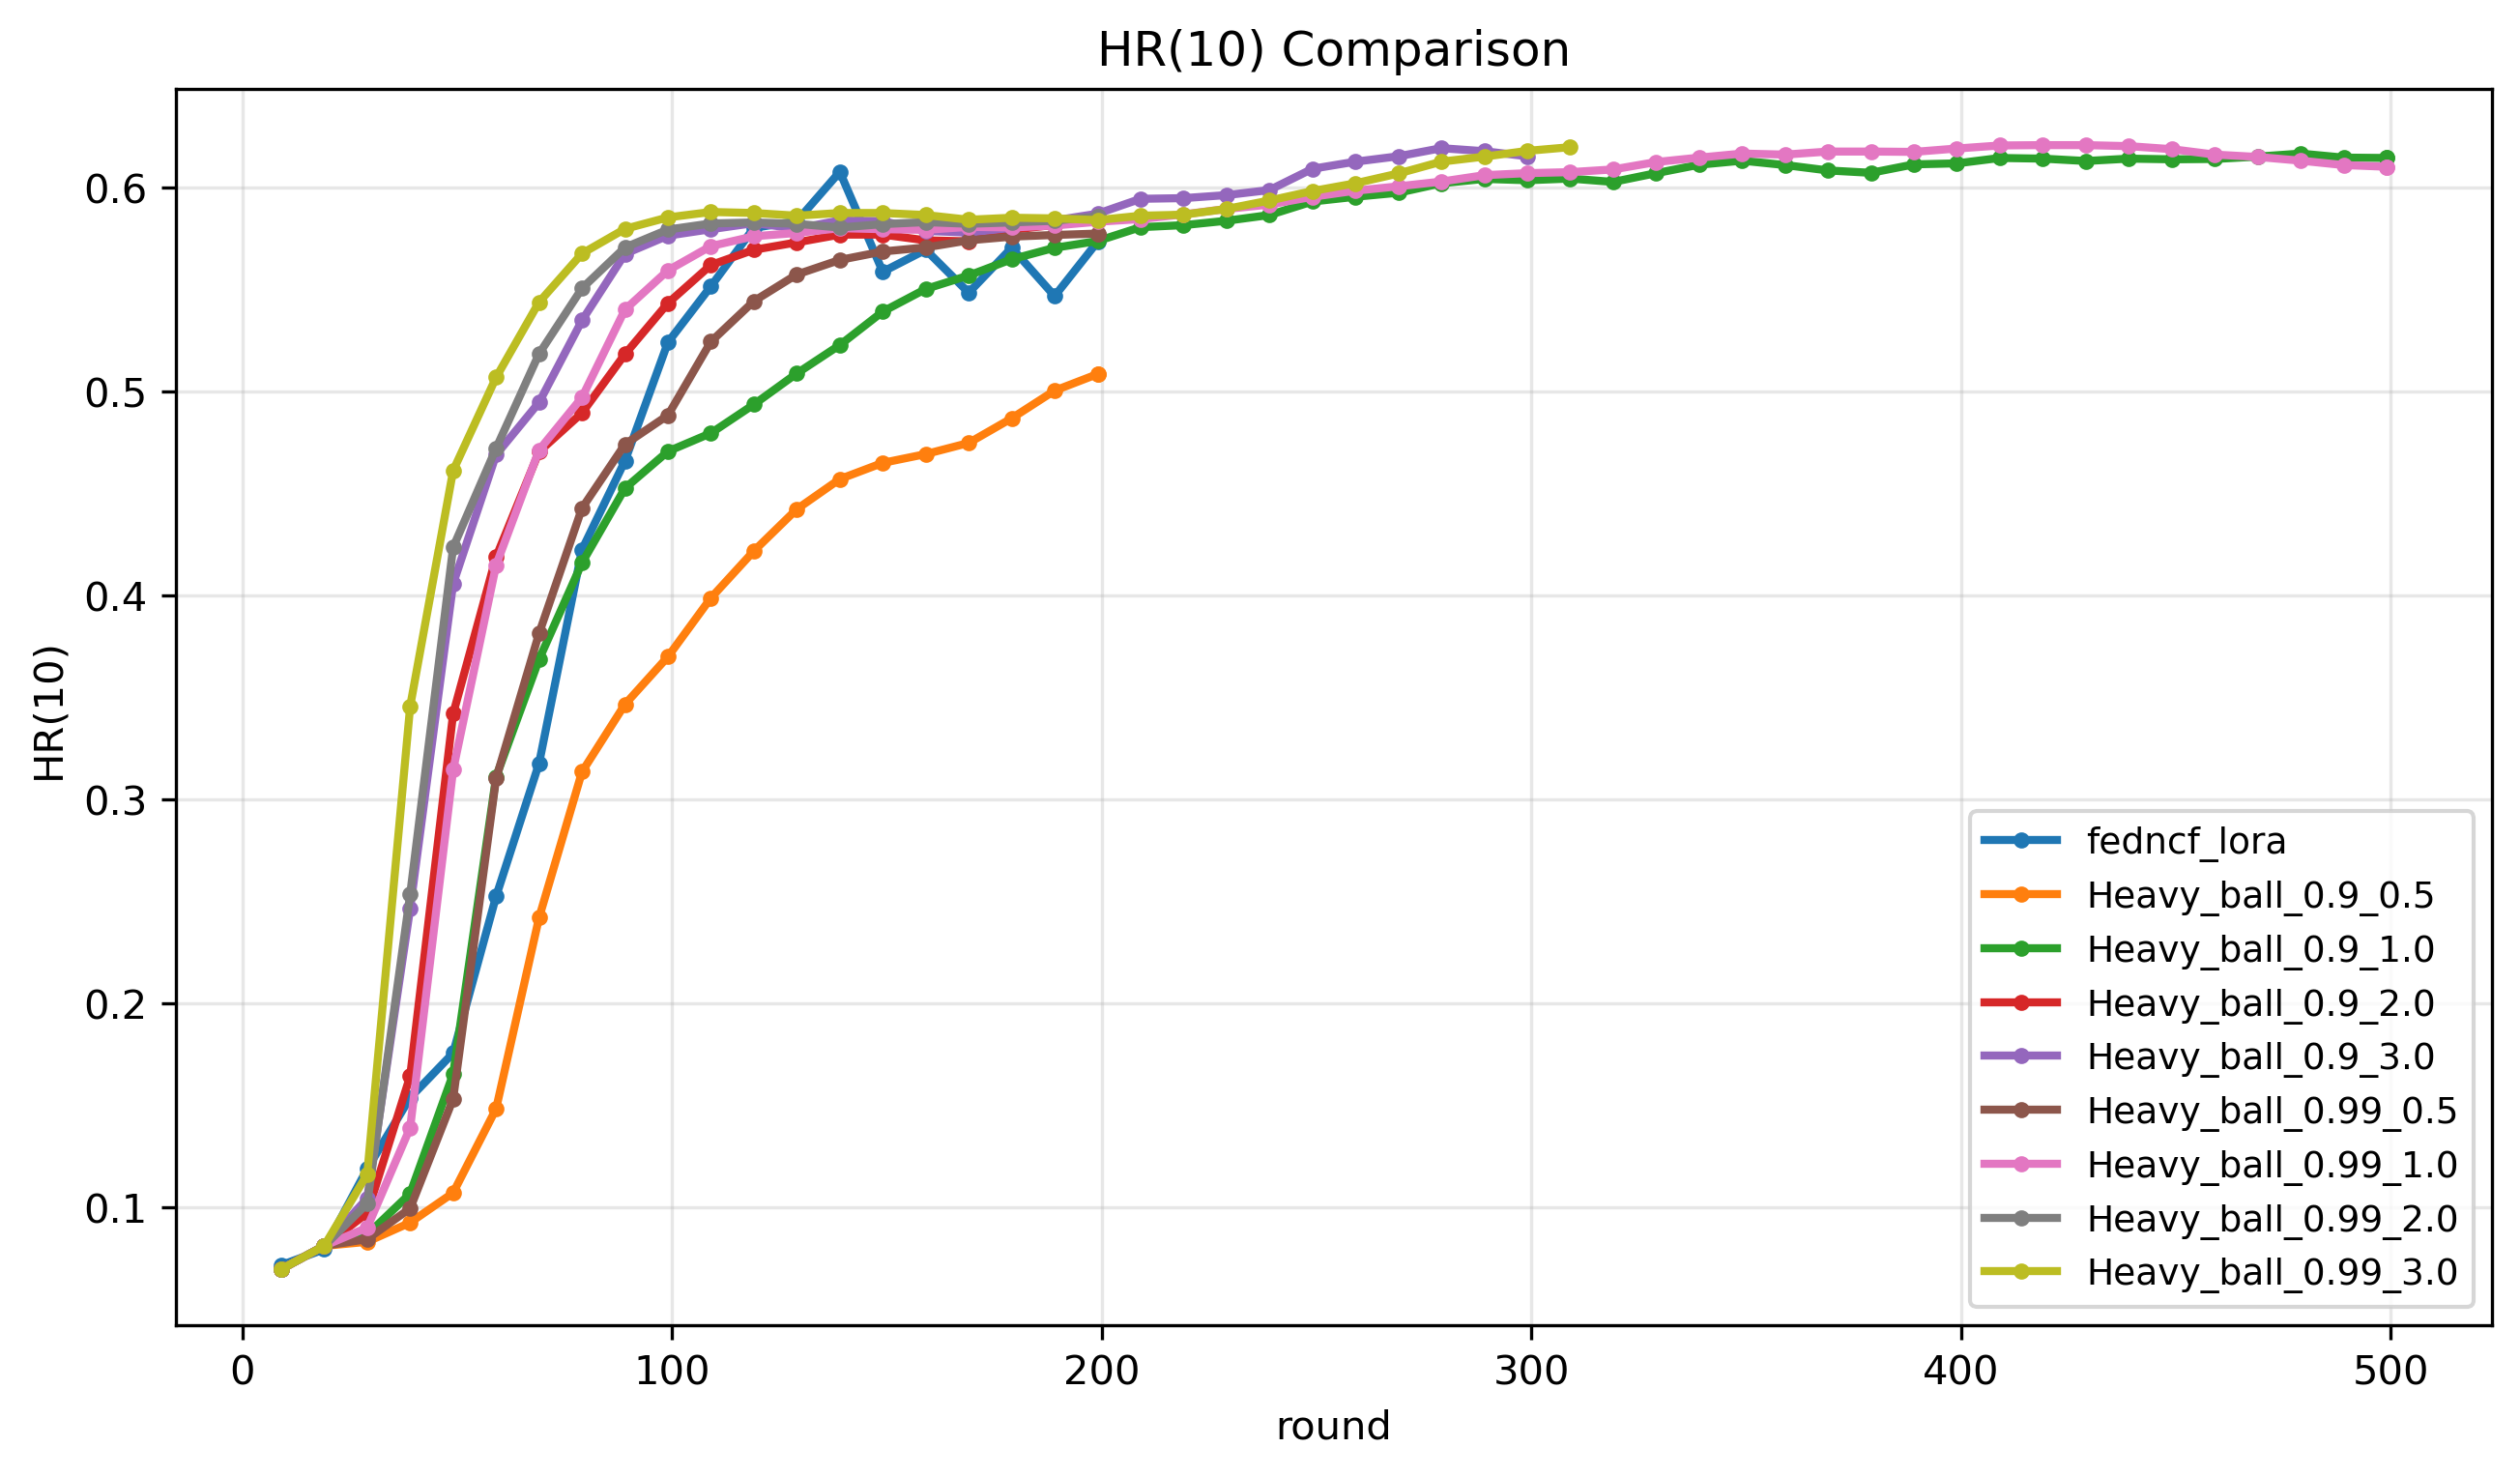 HR(10) Comparison
HR(10)
0.6
0.5
0.4
0.3
0.2
0.1
0 100 200 300 400 500
round
fedncf_lora
Heavy_ball_0.9_0.5
Heavy_ball_0.9_1.0
Heavy_ball_0.9_2.0
Heavy_ball_0.9_3.0
Heavy_ball_0.99_0.5
Heavy_ball_0.99_1.0
Heavy_ball_0.99_2.0
Heavy_ball_0.99_3.0